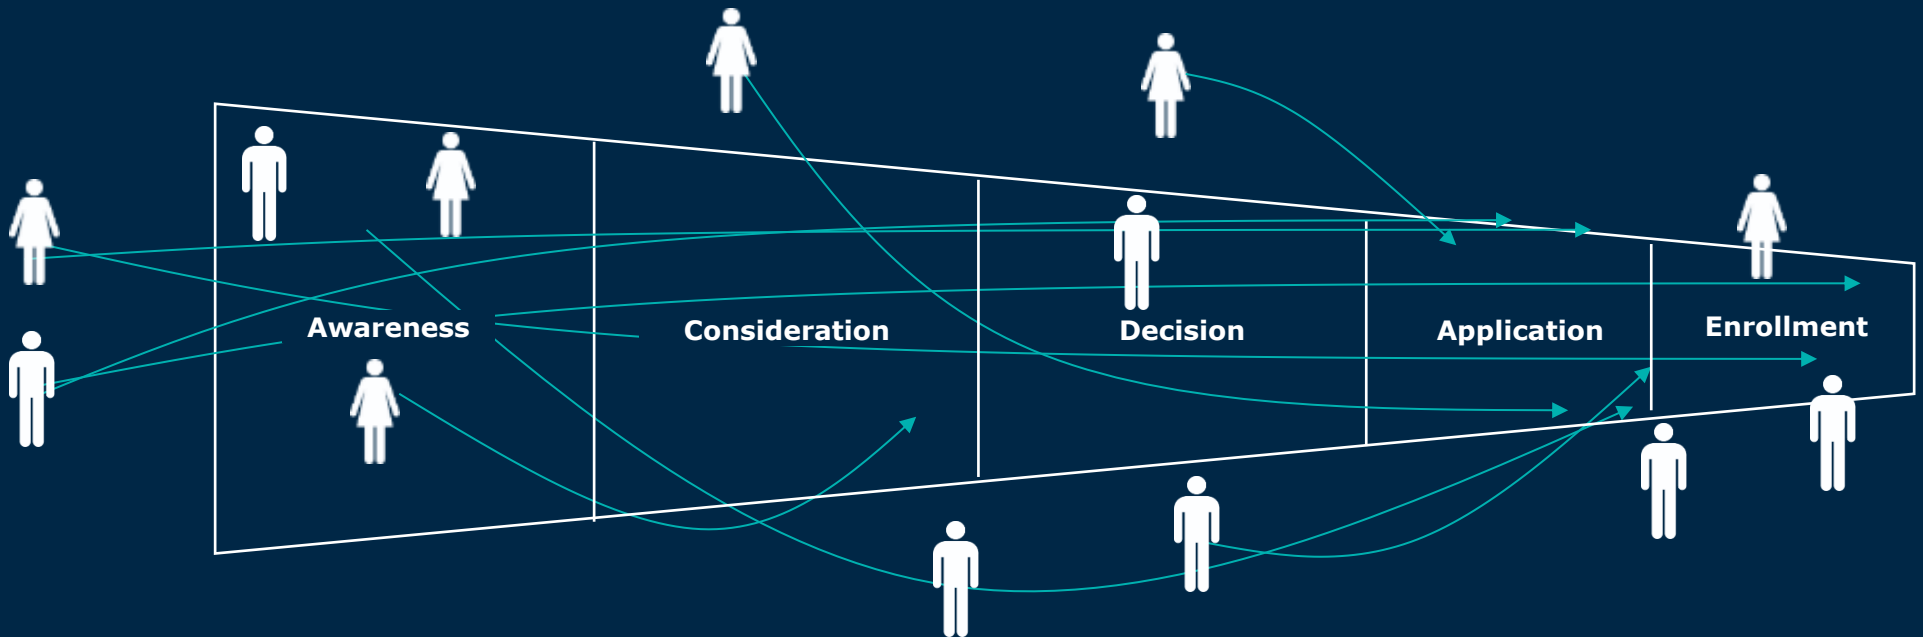 Awareness
Consideration
Decision
Application
Enrollment